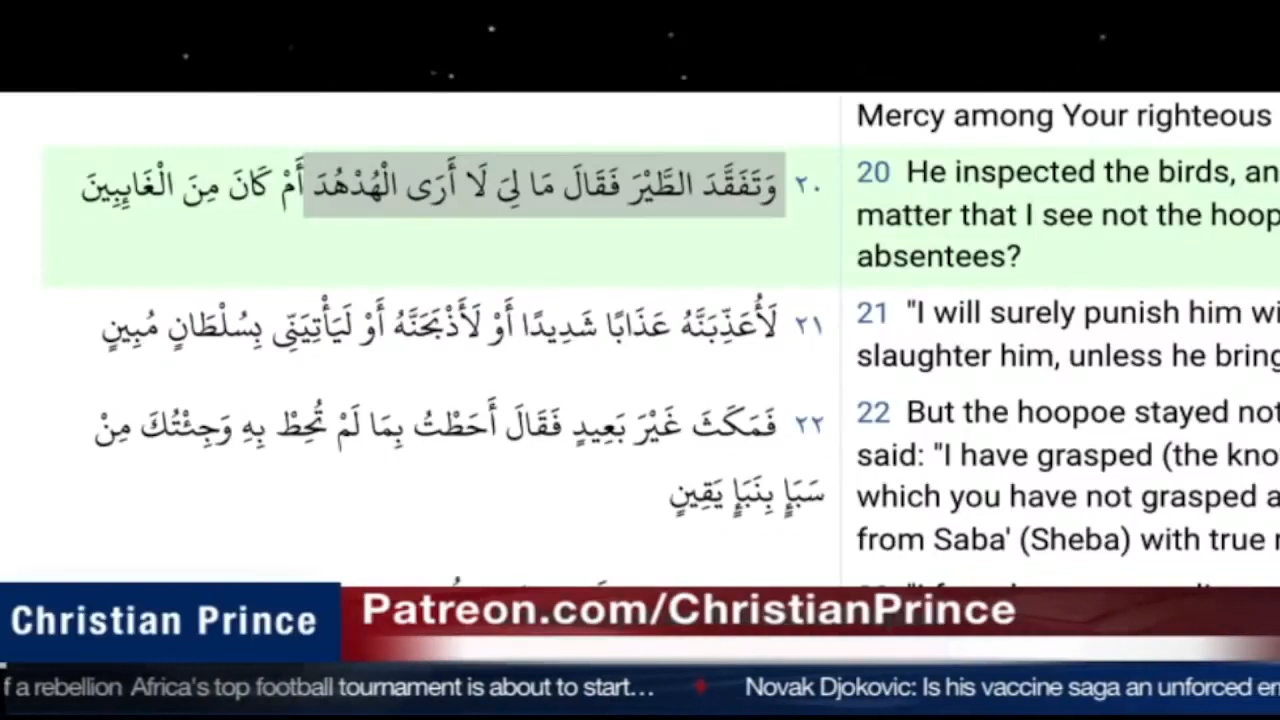 Mercy among Your righteous
٢٠ وَتَفَقَّدَ الطَّيْرَ فَقَالَ مَا لِيَ لَا أَرَى الْهُدْهُدَ أَمْ كَانَ مِنَ الْغَائِبِينَ
20 He inspected the birds, an
matter that I see not the hoop
absentees?
٢١ لَأُعَذِّبَنَّهُ عَذَابًا شَدِيدًا أَوْ لَأَذْبَحَنَّهُ أَوْ لَيَأْتِيَنِّي بِسُلْطَانٍ مُبِينٍ
21 "I will surely punish him wi
slaughter him, unless he bring
٢٢ فَمَكَثَ غَيْرَ بَعِيدٍ فَقَالَ أَحَطْتُ بِمَا لَمْ تُحِطْ بِهِ وَجِئْتُكَ مِنْ
سَبَإٍ بِنَبَإٍ يَقِينٍ
22 But the hoopoe stayed not
said: "I have grasped (the kno
which you have not grasped a
from Saba' (Sheba) with true
Christian Prince
Patreon.com/ChristianPrince
f a rebellion Africa's top football tournament is about to start... Novak Djokovic: Is his vaccine saga an unforced er